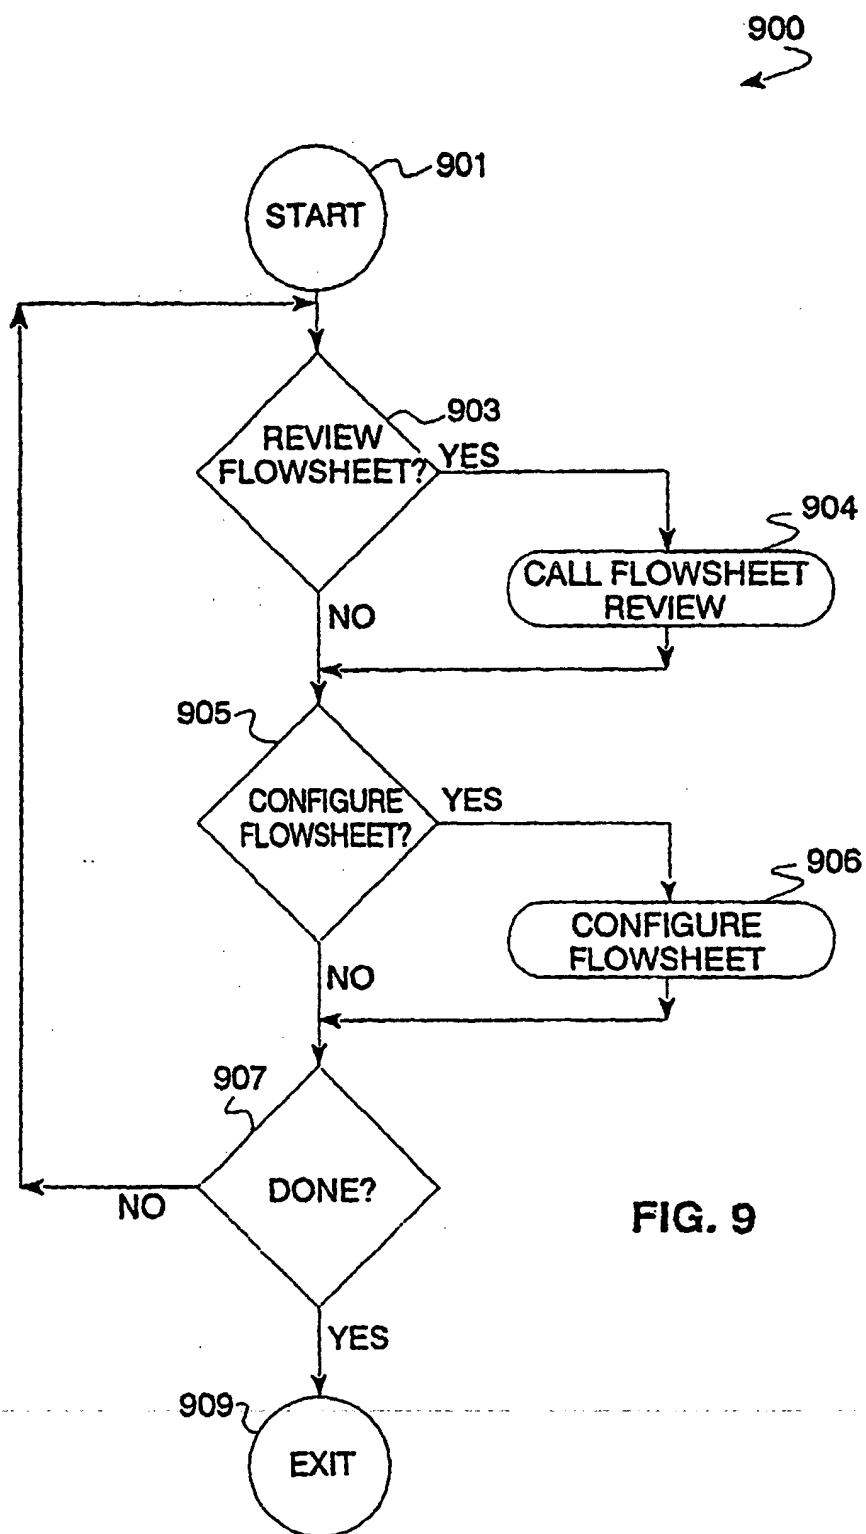 900
901
START
903
REVIEW
FLOWSHEET?
YES
904
CALL FLOWSHEET
REVIEW
NO
905
CONFIGURE
FLOWSHEET?
YES
906
CONFIGURE
FLOWSHEET
NO
907
DONE?
NO
FIG. 9
YES
909
EXIT